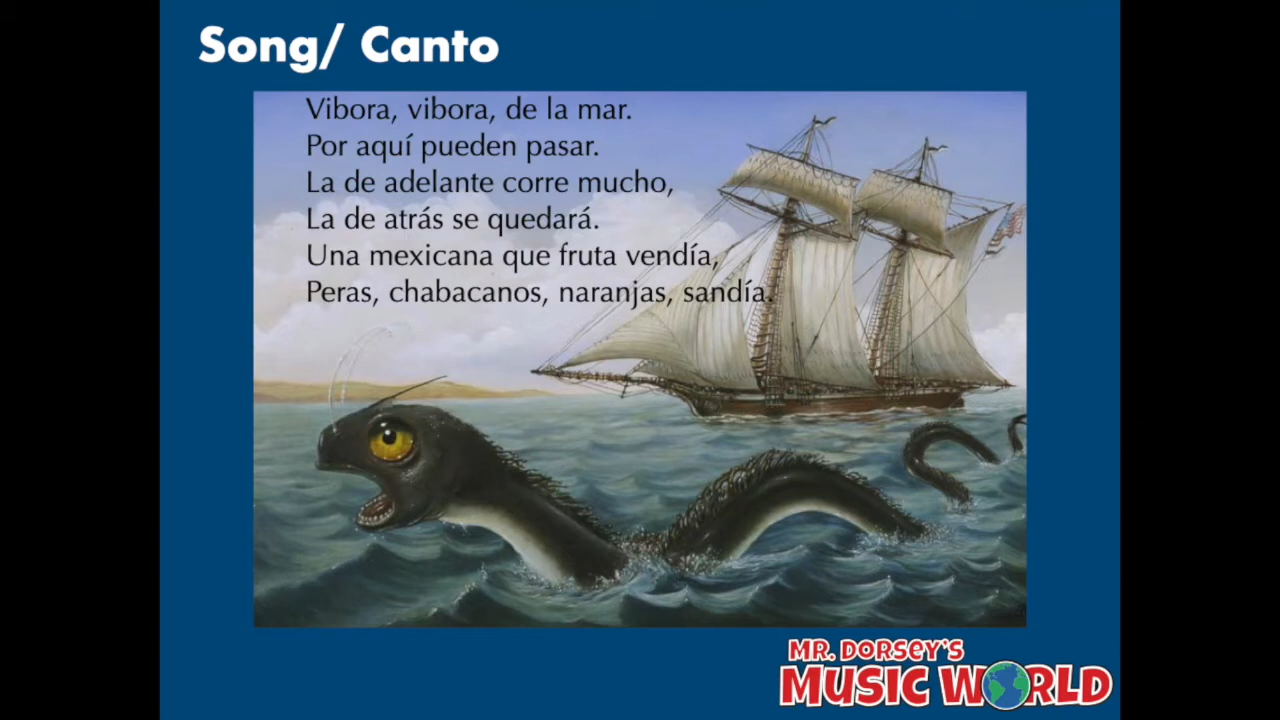 Song/ Canto
Vibora, vibora, de la mar.
Por aquí pueden pasar.
La de adelante corre mucho,
La de atrás se quedará.
Una mexicana que fruta vendía,
Peras, chabacanos, naranjas, sandía.
MR. DORSEY'S
MUSIC WORLD